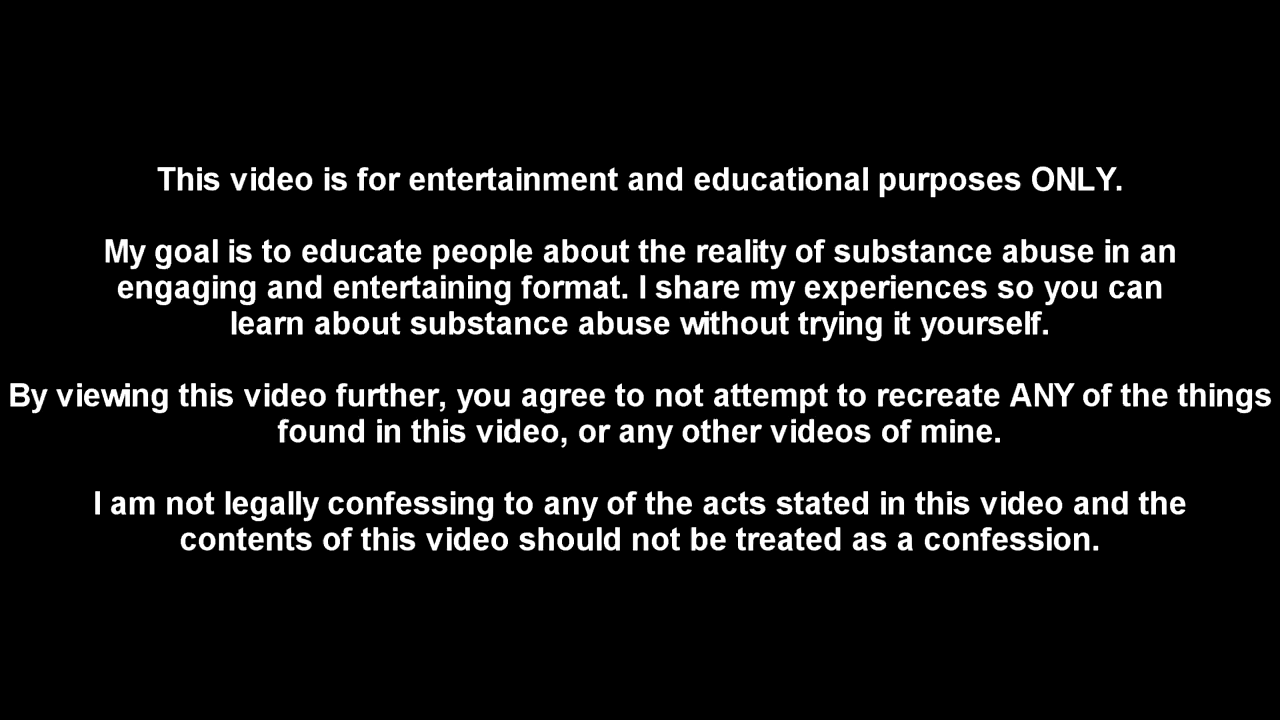 This video is for entertainment and educational purposes ONLY.
My goal is to educate people about the reality of substance abuse in an
engaging and entertaining format. I share my experiences so you can
learn about substance abuse without trying it yourself.
By viewing this video further, you agree to not attempt to recreate ANY of the things
found in this video, or any other videos of mine.
I am not legally confessing to any of the acts stated in this video and the
contents of this video should not be treated as a confession.